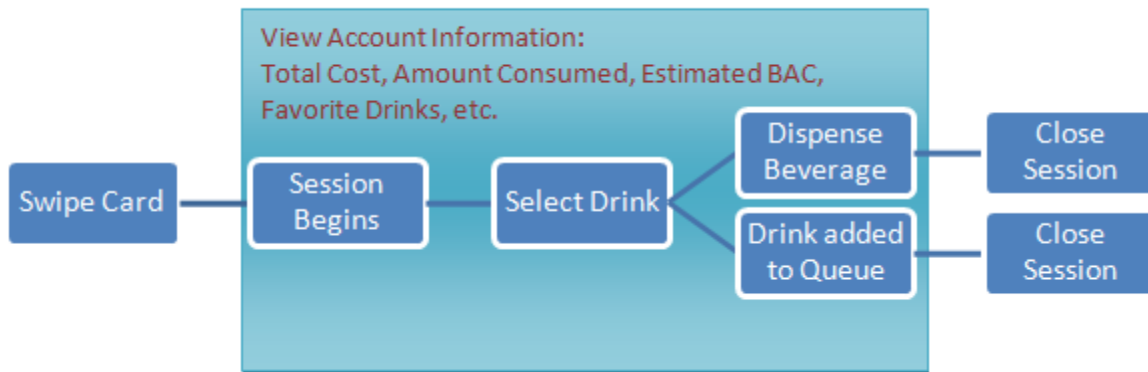 View Account Information:
Total Cost, Amount Consumed, Estimated BAC,
Favorite Drinks, etc.
Swipe Card
Session
Begins
Select Drink
Dispense
Beverage
Close
Session
Drink added
to Queue
Close
Session